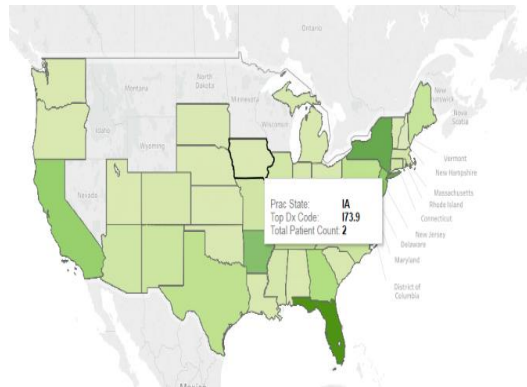 Ontario
Montana
North
Dakota
Minnesota
Wisconsin
Idaho
Wyoming
Nevada
New
Brunswick
Nova
Scotia
Vermont
New Hampshire
Massachusetts
Rhode Island
Connecticut
New Jersey
Delaware
Maryland
District of
Columbia
Prac State: IA
Top Dx Code: I73.9
Total Patient Count: 2
Mexico